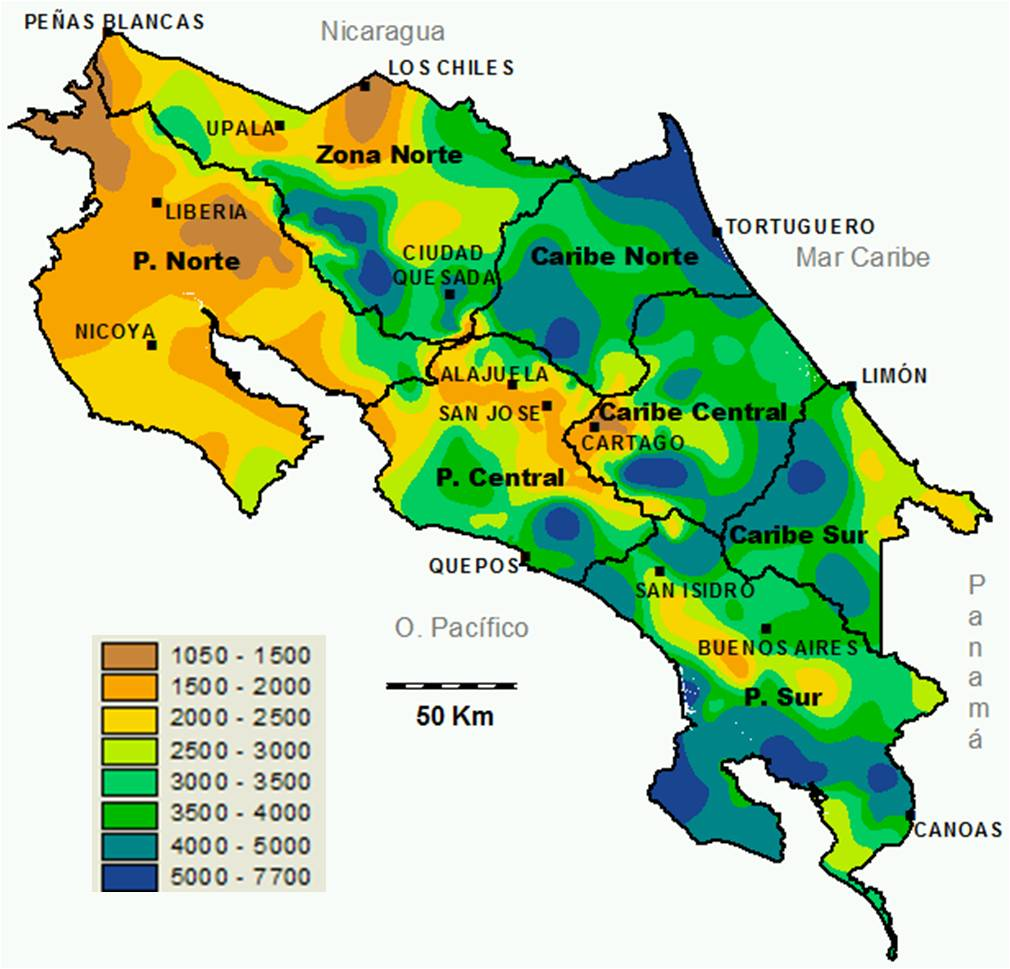 PEÑAS BLANCAS
Nicaragua
LOS CHILES
UPALA
Zona Norte
LIBERIA
TORTUGUERO
P. Norte
CIUDAD
QUESADA
Caribe Norte
Mar Caribe
NICOYA
ALAJUELA
LIMÓN
SAN JOSE
Caribe Central
CARTAGO
P. Central
Caribe Sur
QUEPOS
SAN ISIDRO
O. Pacífico
BUENOS AIRES
P
a
n
a
m
á
P. Sur
50 Km
CANOAS
1050 - 1500
1500 - 2000
2000 - 2500
2500 - 3000
3000 - 3500
3500 - 4000
4000 - 5000
5000 - 7700